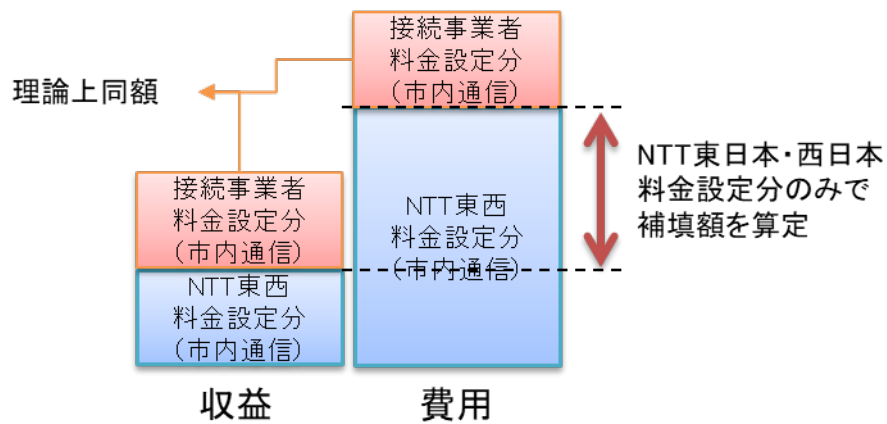 接続事業者
料金設定分
(市内通信)
理論上同額
NTT東日本・西日本
料金設定分のみで
補填額を算定
接続事業者
料金設定分
(市内通信)
NTT東西
料金設定分
(市内通信)
NTT東西
料金設定分
(市内通信)
収益
費用